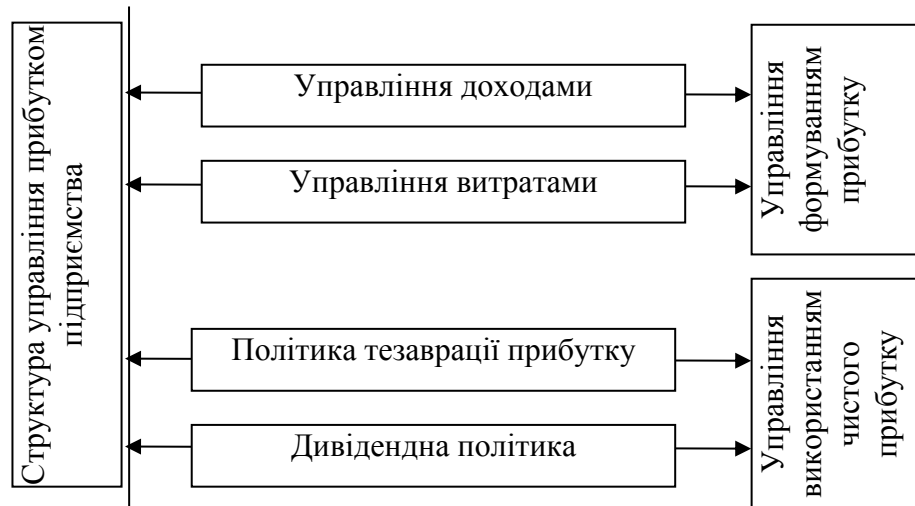 Структура управління прибутком
підприємства
Управління доходами
Управління витратами
Політика тезаврації прибутку
Дивідендна політика
Управління
формуванням
прибутку
Управління
використанням
чистого
прибутку